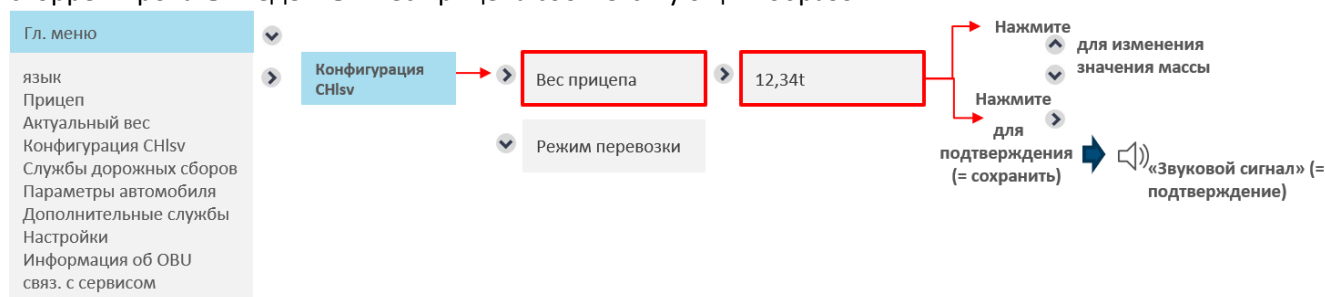 Гл. меню
язык
Прицеп
Актуальный вес
Конфигурация CHlsv
Службы дорожных сборов
Параметры автомобиля
Дополнительные службы
Настройки
Информация об OBU
связ. с сервисом
Конфигурация
CHlsv
Вес прицепа
Режим перевозки
12,34t
Нажмите
для изменения
значения массы
Нажмите
для
подтверждения
(= сохранить)
«Звуковой сигнал» (=
подтверждение)